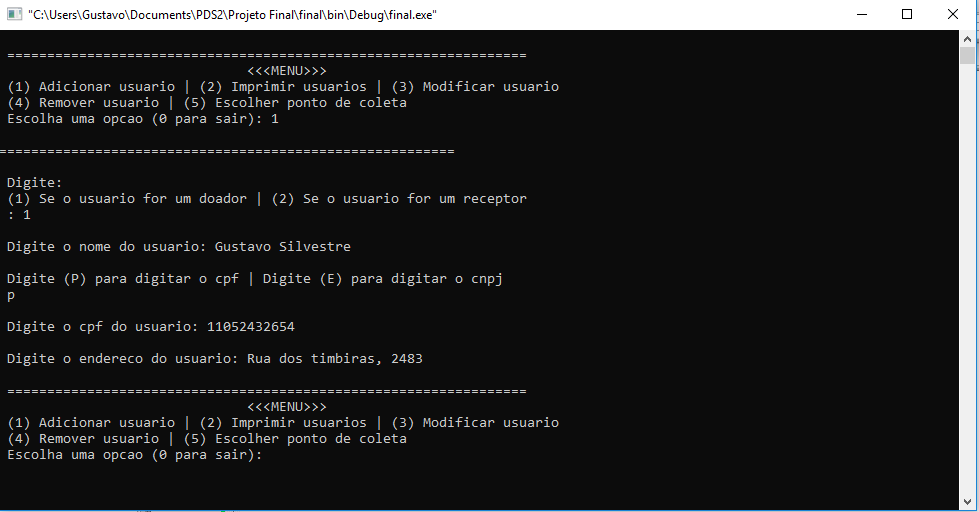 "C:\Users\Gustavo\Documents\PDS2\Projeto Final\final\bin\Debug\final.exe"
=================================================================
<<<MENU>>>
(1) Adicionar usuario | (2) Imprimir usuarios | (3) Modificar usuario
(4) Remover usuario | (5) Escolher ponto de coleta
Escolha uma opcao (0 para sair): 1
=========================================================
Digite:
(1) Se o usuario for um doador | (2) Se o usuario for um receptor
: 1
Digite o nome do usuario: Gustavo Silvestre
Digite (P) para digitar o cpf | Digite (E) para digitar o cnpj
p
Digite o cpf do usuario: 11052432654
Digite o endereco do usuario: Rua dos timbiras, 2483
=================================================================
<<<MENU>>>
(1) Adicionar usuario | (2) Imprimir usuarios | (3) Modificar usuario
(4) Remover usuario | (5) Escolher ponto de coleta
Escolha uma opcao (0 para sair):